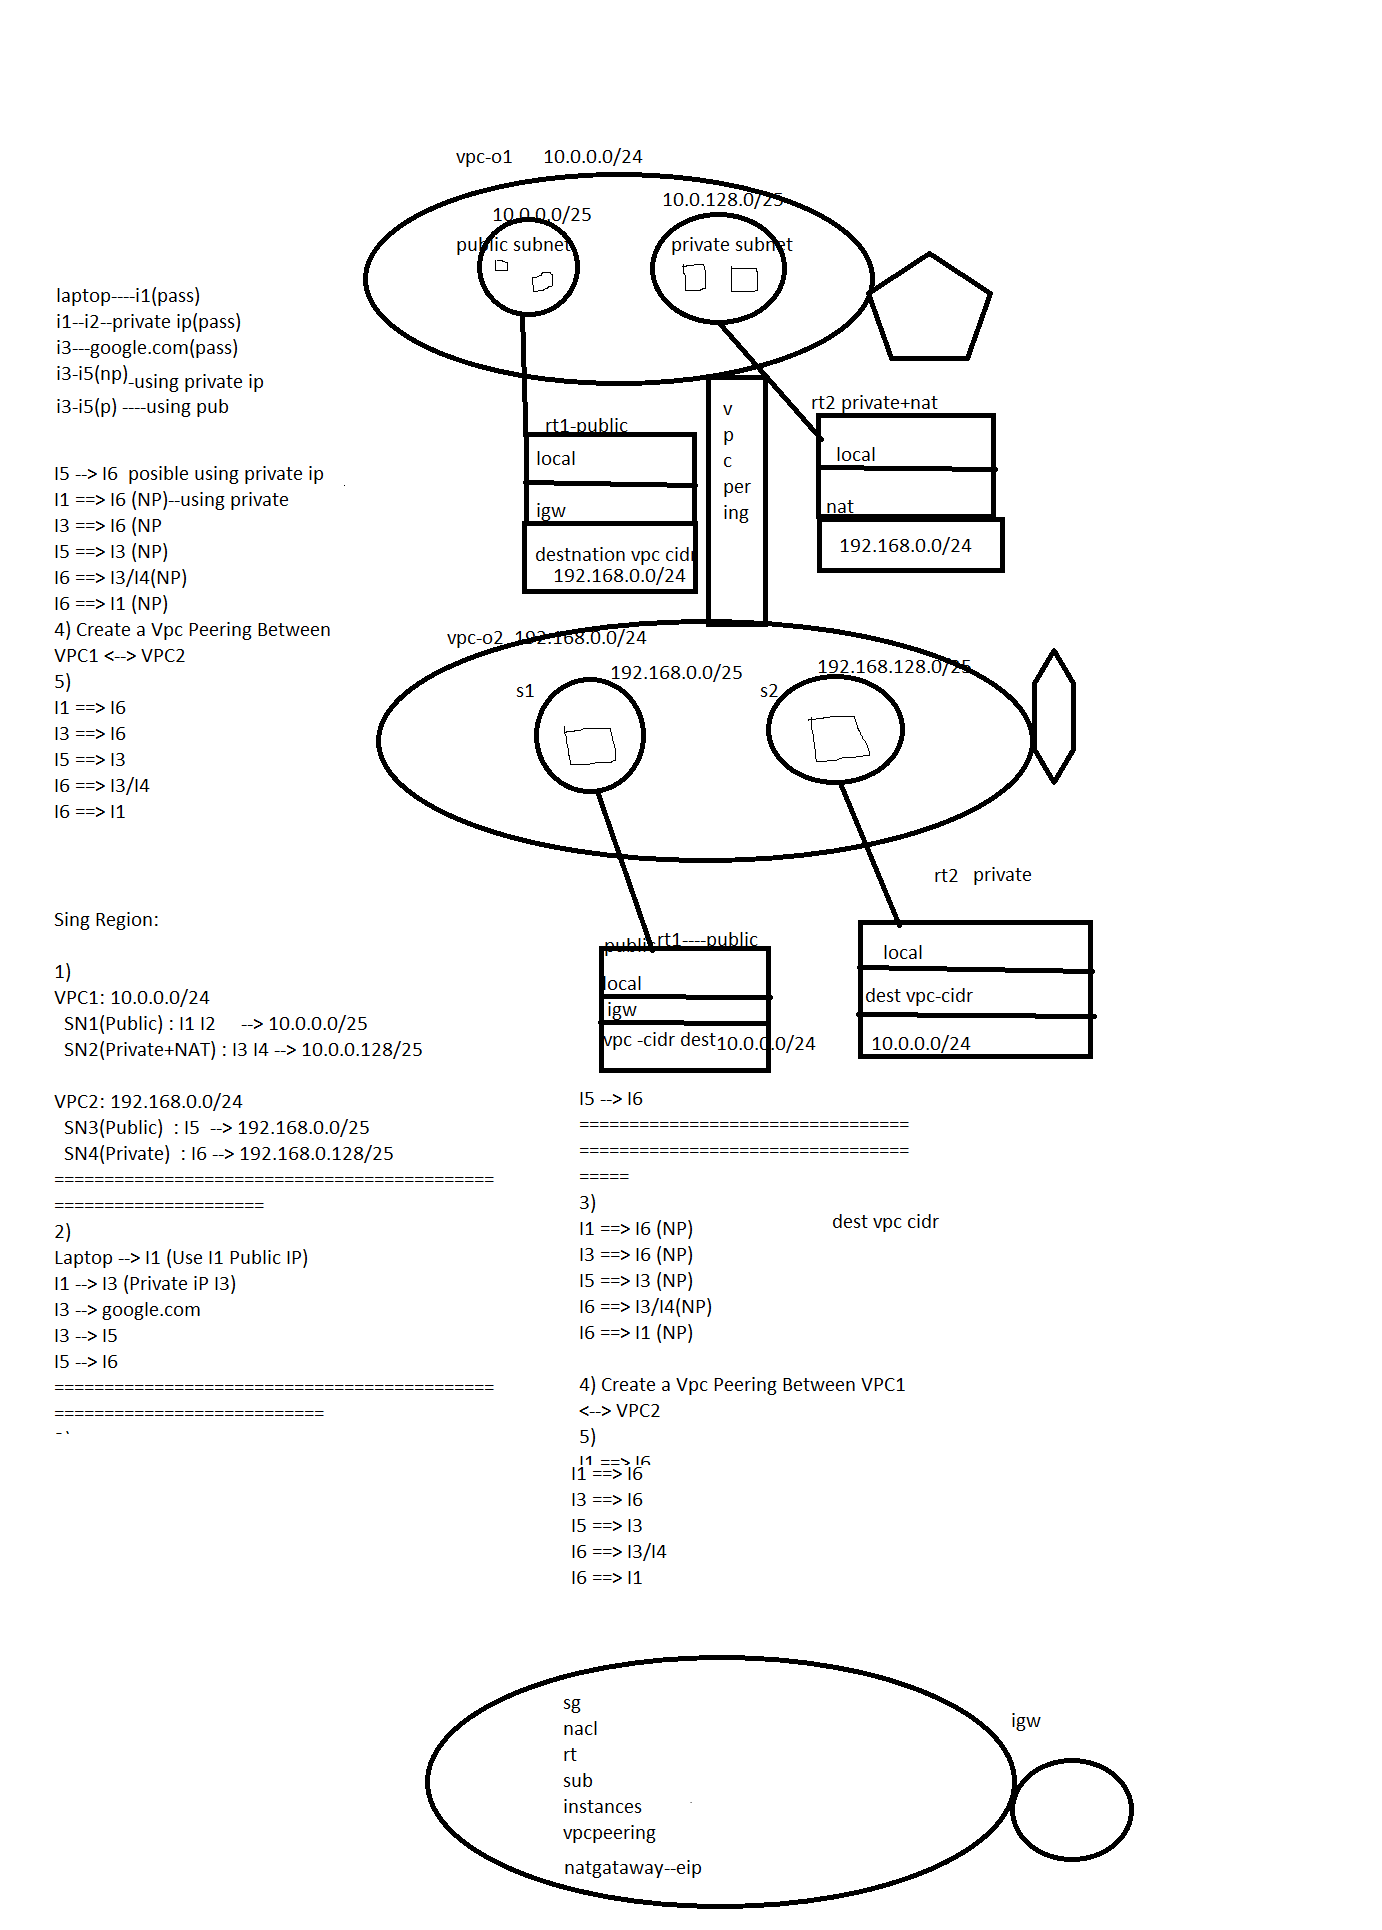 vpc-o1 10.0.0.0/24
10.0.128.0/25
10.0.0.0/25
public subnet
private subnet
laptop----i1(pass)
i1--i2--private ip(pass)
i3---google.com(pass)
i3-i5(np)-using private ip
i3-i5(p) ----using pub
I5 --> I6  posible using private ip
I1 ==> I6 (NP)--using private
I3 ==> I6 (NP
I5 ==> I3 (NP)
I6 ==> I3/I4(NP)
I6 ==> I1 (NP)
4) Create a Vpc Peering Between
VPC1 <--> VPC2
5)
I1 ==> I6
I3 ==> I6
I5 ==> I3
I6 ==> I3/I4
I6 ==> I1
rt1-public
local
igw
destnation vpc cidr
192.168.0.0/24
v
p
c
per
ing
rt2 private+nat
local
nat
192.168.0.0/24
vpc-o2  192.168.0.0/24
192.168.0.0/25
192.168.128.0/25
s1
s2
rt2 private
public rt1----public
local
igw
vpc -cidr dest 10.0.0.0/24
local
dest vpc-cidr
10.0.0.0/24
Sing Region:
1)
VPC1: 10.0.0.0/24
SN1(Public) : I1 I2     --> 10.0.0.0/25
SN2(Private+NAT) : I3 I4 --> 10.0.0.128/25
VPC2: 192.168.0.0/24
SN3(Public)  : I5  --> 192.168.0.0/25
SN4(Private)  : I6 --> 192.168.0.128/25
============================================
=====================
2)
Laptop --> I1 (Use I1 Public IP)
I1 --> I3 (Private iP I3)
I3 --> google.com
I3 --> I5
I5 --> I6
============================================
===========================
I5 --> I6
=================================
=================================
=====
3)
I1 ==> I6 (NP)
I3 ==> I6 (NP)
I5 ==> I3 (NP)
I6 ==> I3/I4(NP)
I6 ==> I1 (NP)
dest vpc cidr
4) Create a Vpc Peering Between VPC1
<--> VPC2
5)
I1 ==> I6
I1 ==> I6
I3 ==> I6
I5 ==> I3
I6 ==> I3/I4
I6 ==> I1
sg
nacl
rt
sub
instances
vpcpeering
natgataway--eip
igw